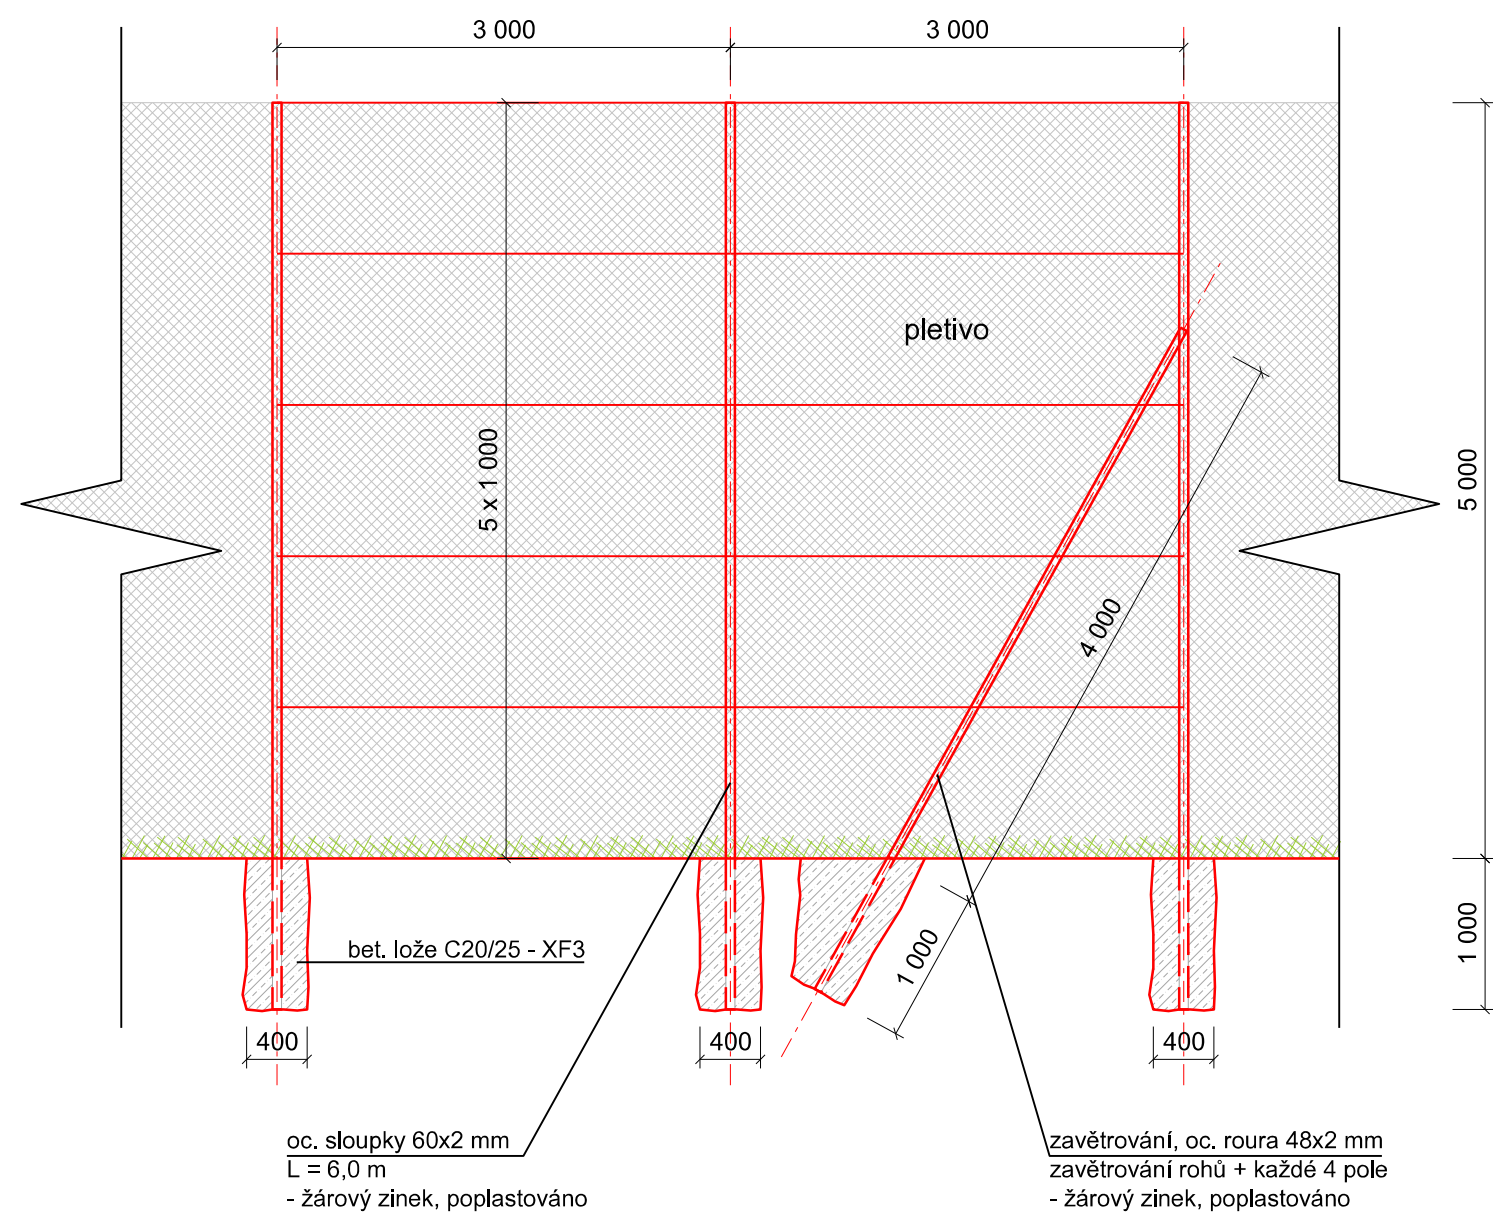 3 000
3 000
pletivo
5 x 1 000
5 000
4 000
1 000
1 000
bet. lože C20/25 - XF3
400
400
400
oc. sloupky 60x2 mm
L = 6,0 m
- žárový zinek, poplastováno
zavětrování, oc. roura 48x2 mm
zavětrování rohů + každé 4 pole
- žárový zinek, poplastováno